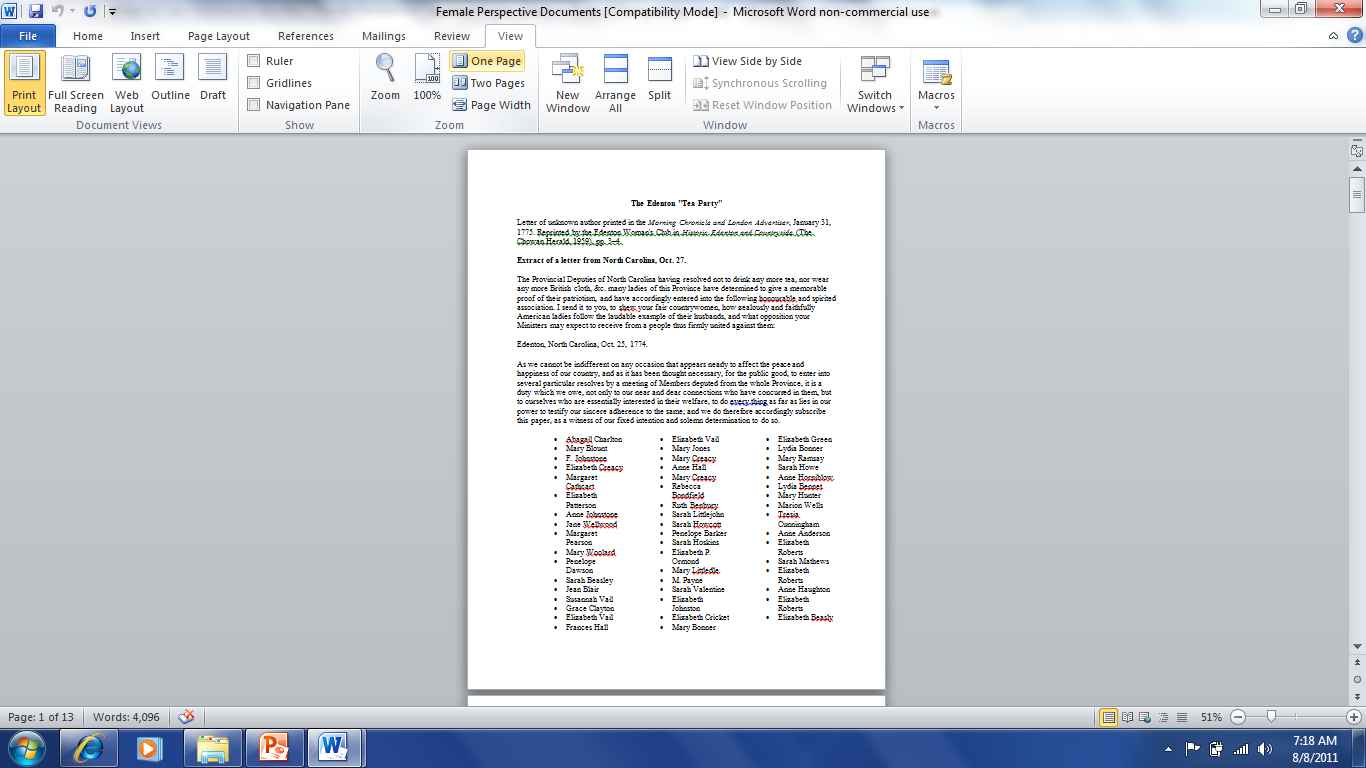 Female Perspective Documents [Compatibility Mode] - Microsoft Word non-commercial use
File Home Insert Page Layout References Mailings Review View
Print Layout
Full Screen Reading
Web Layout
Outline
Draft
Document Views
Ruler
Gridlines
Navigation Pane
Show
Zoom
100%
One Page
Two Pages
Page Width
Zoom
New Window
Arrange All
Split
View Side by Side
Synchronous Scrolling
Reset Window Position
Window
Switch Windows
Macros
Macros
The Edenton "Tea Party"
Letter of unknown author printed in the Morning Chronicle and London Advertiser, January 31,
1775. Reprinted by the Edenton Woman's Club in Historic Edenton and Countryside (The
Chowan Herald, 1959), pp. 3-4.
Extract of a letter from North Carolina, Oct. 27.
The Provincial Deputies of North Carolina having resolved not to drink any more tea, nor wear
any more British cloth, &c. many ladies of this Province have determined to give a memorable
proof of their patriotism, and have accordingly entered into the following honourable and spirited
association. I send it to you, to shew your fair countrywomen, how zealously and faithfully
American ladies follow the laudable example of their husbands, and what opposition your
Ministers may expect to receive from a people thus firmly united against them:
Edenton, North Carolina, Oct. 25, 1774.
As we cannot be indifferent on any occasion that appears nearly to affect the peace and
happiness of our country, and as it has been thought necessary, for the public good, to enter into
several particular resolves by a meeting of Members deputed from the whole Province, it is a
duty which we owe, not only to our near and dear connections who have concurred in them, but
to ourselves who are essentially interested in their welfare, to do every thing as far as lies in our
power to testify our sincere adherence to the same; and we do therefore accordingly subscribe
this paper, as a witness of our fixed intention and solemn determination to do so.
Abagail Charlton
Mary Blount
F. Johnstone
Elizabeth Creacy
Margaret
Cathcart
Elizabeth
Patterson
Anne Johnstone
Jane Wellwood
Margaret
Pearson
Mary Woolard
Penelope
Dawson
Sarah Beasley
Jean Blair
Susannah Vail
Grace Clayton
Elizabeth Vail
Frances Hall
Elizabeth Vail
Mary Jones
Mary Creacy
Anne Hall
Mary Creacy
Rebecca
Bondfield
Ruth Benbury
Sarah Littlejohn
Sarah Howcott
Penelope Barker
Sarah Hoskins
Elizabeth P.
Ormond
Mary Littledle
M. Payne
Sarah Valentine
Elizabeth
Johnston
Elizabeth Cricket
Mary Bonner
Elizabeth Green
Lydia Bonner
Mary Ramsay
Sarah Howe
Anne Horniblow
Lydia Bennet
Mary Hunter
Marion Wells
Tresia
Cunningham
Anne Anderson
Elizabeth
Roberts
Sarah Mathews
Elizabeth
Roberts
Anne Haughton
Elizabeth
Roberts
Elizabeth Beasly
Page: 1 of 13 Words: 4,096 51%
7:18 AM
8/8/2011